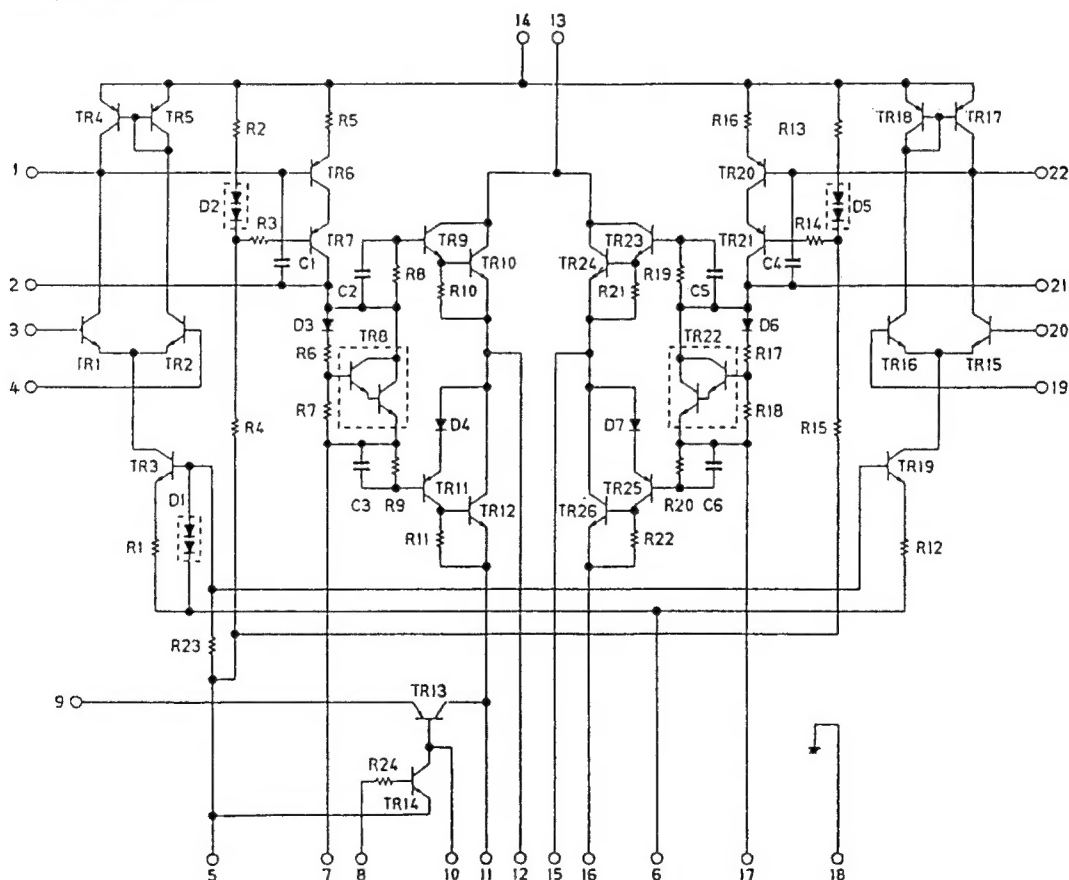 14 13
TR4 TR5 R2 R5 R16 R13 TR18 TR17
1 TR6 TR20 22
D2 R3 D5 R14
TR7 TR9 TR10 TR23 TR24 TR21
C1 C2 R8 R10 R21 R19 C5 C4
2 21
3 D3 TR8 TR22 D6 20
TR1 TR2 R6 R17 TR16 TR15
4 R7 D4 D7 R18 19
R4 R15
TR3 TR11 TR25 TR19
D1 C3 R9 TR12 TR26 R20 C6
R1 R11 R22 R12
R23
9 TR13
R24
TR14
5 7 8 10 11 12 15 16 6 17 18